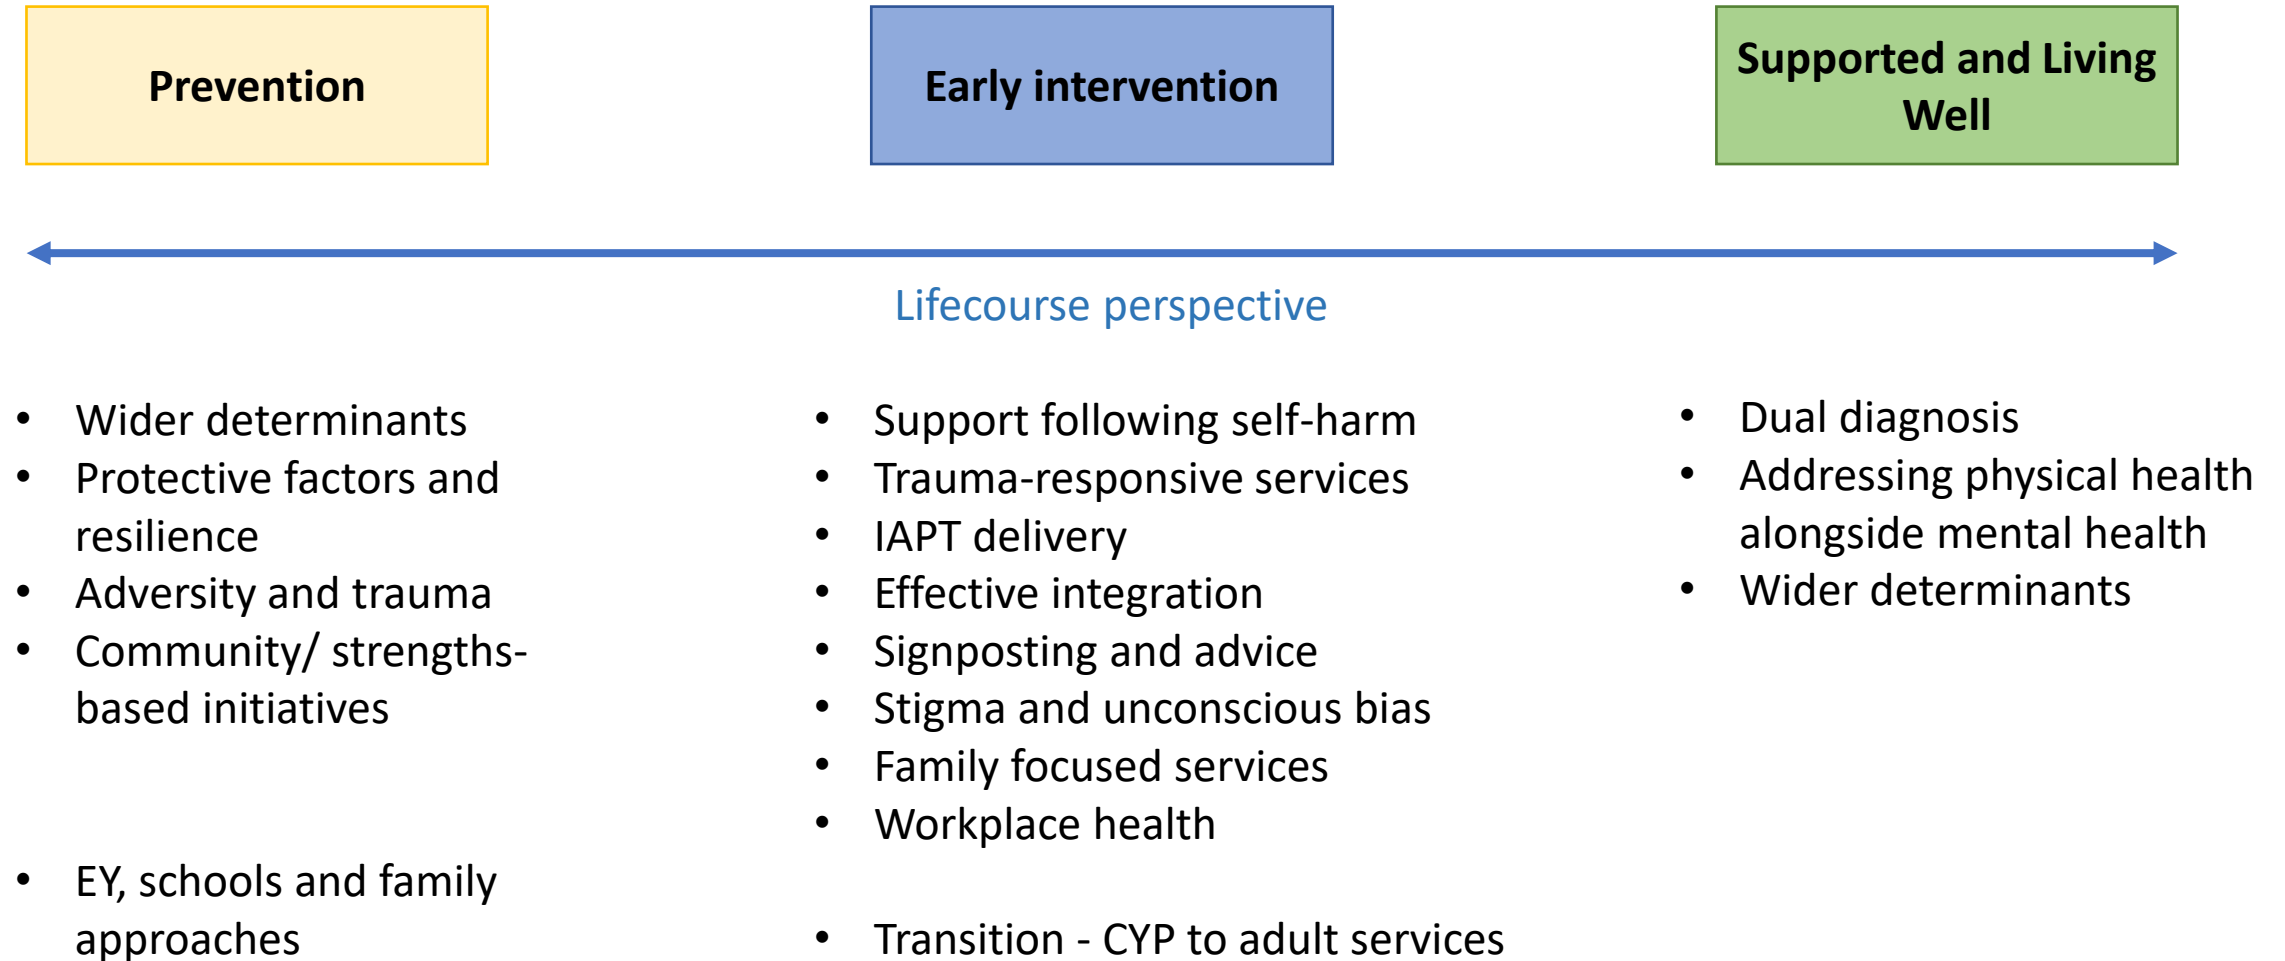 Prevention
Early intervention
Supported and Living
Well
Lifecourse perspective
• Wider determinants
• Protective factors and
resilience
• Adversity and trauma
• Community/ strengths-
based initiatives
• EY, schools and family
approaches
• Support following self-harm
• Trauma-responsive services
• IAPT delivery
• Effective integration
• Signposting and advice
• Stigma and unconscious bias
• Family focused services
• Workplace health
• Transition - CYP to adult services
• Dual diagnosis
• Addressing physical health
alongside mental health
• Wider determinants